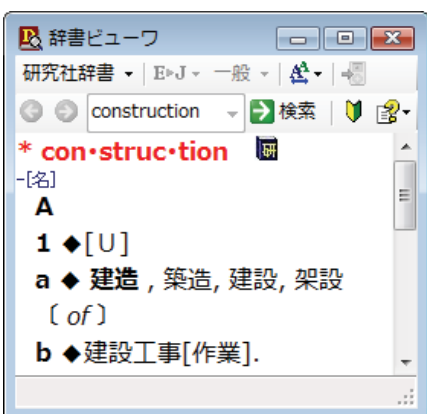 辞書ビューワ
研究社辞書 E▸J 一般 A
construction 検索 ?
* con•struc•tion 研
-[名]
A
1 ◆[U]
a ◆ 建造 , 築造, 建設, 架設
〔 of 〕
b ◆建設工事[作業].